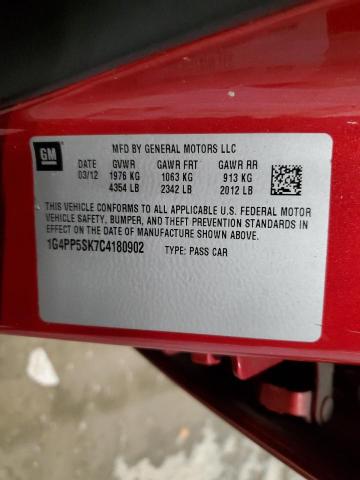 GM
MFD BY GENERAL MOTORS LLC
DATE GVWR GAWR FRT GAWR RR
03/12 1976 KG 1063 KG 913 KG
4354 LB 2342 LB 2012 LB
THIS VEHICLE CONFORMS TO ALL APPLICABLE U.S. FEDERAL MOTOR
VEHICLE SAFETY, BUMPER, AND THEFT PREVENTION STANDARDS IN
EFFECT ON THE DATE OF MANUFACTURE SHOWN ABOVE.
1G4PP5SK7C4180902 TYPE: PASS CAR